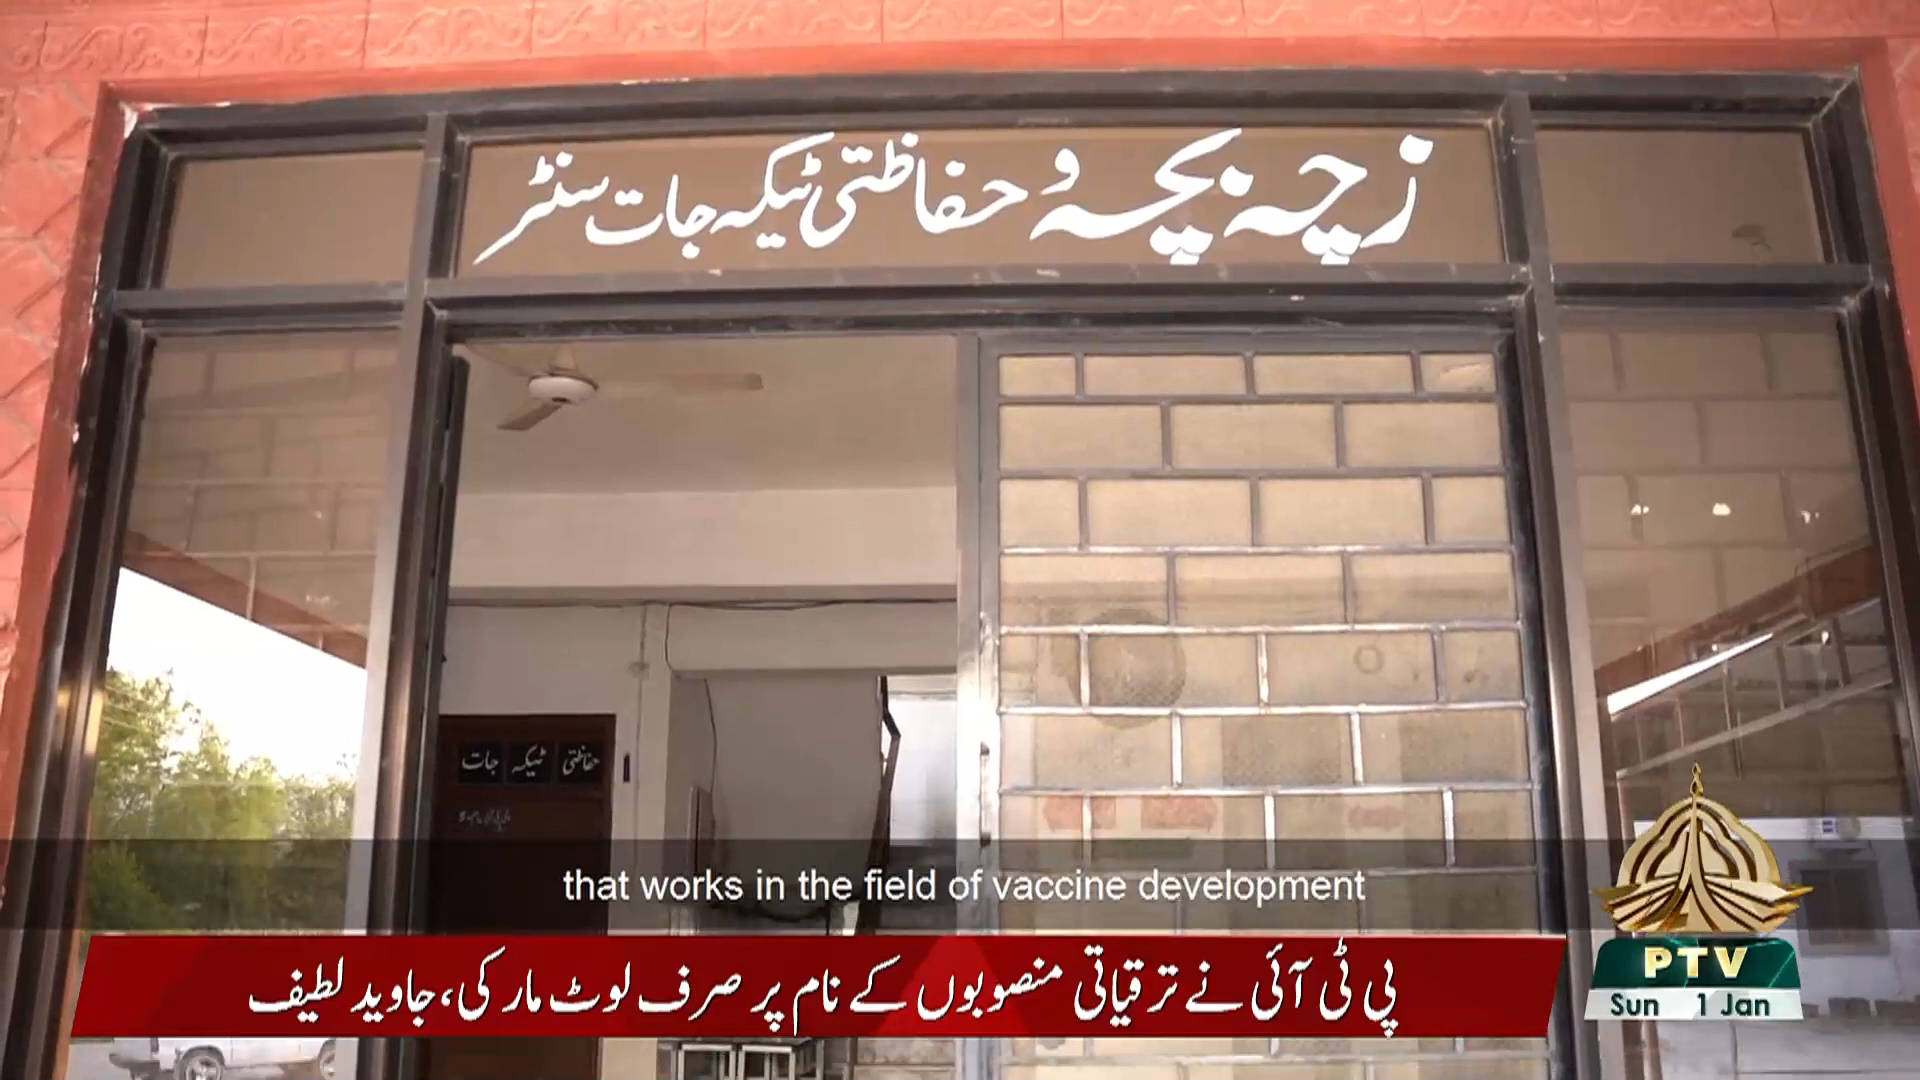 زچہ بچہ و حفاظتی ٹیکہ جات سنٹر
حفاظتی ٹیکہ جات
that works in the field of vaccine development
پی ٹی آئی نے ترقیاتی منصوبوں کے نام پر صرف لوٹ مار کی، جاوید لطیف
PTV
Sun 1 Jan